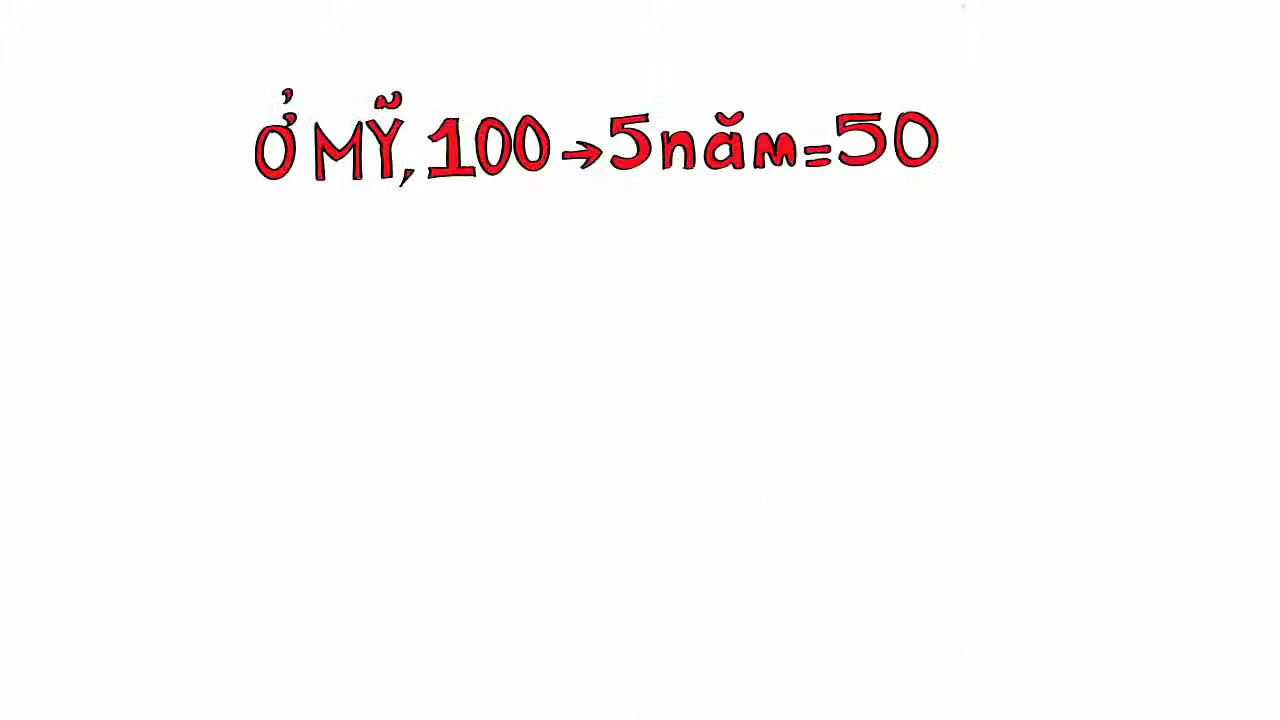 Ở MỸ, 100 → 5 năm = 50